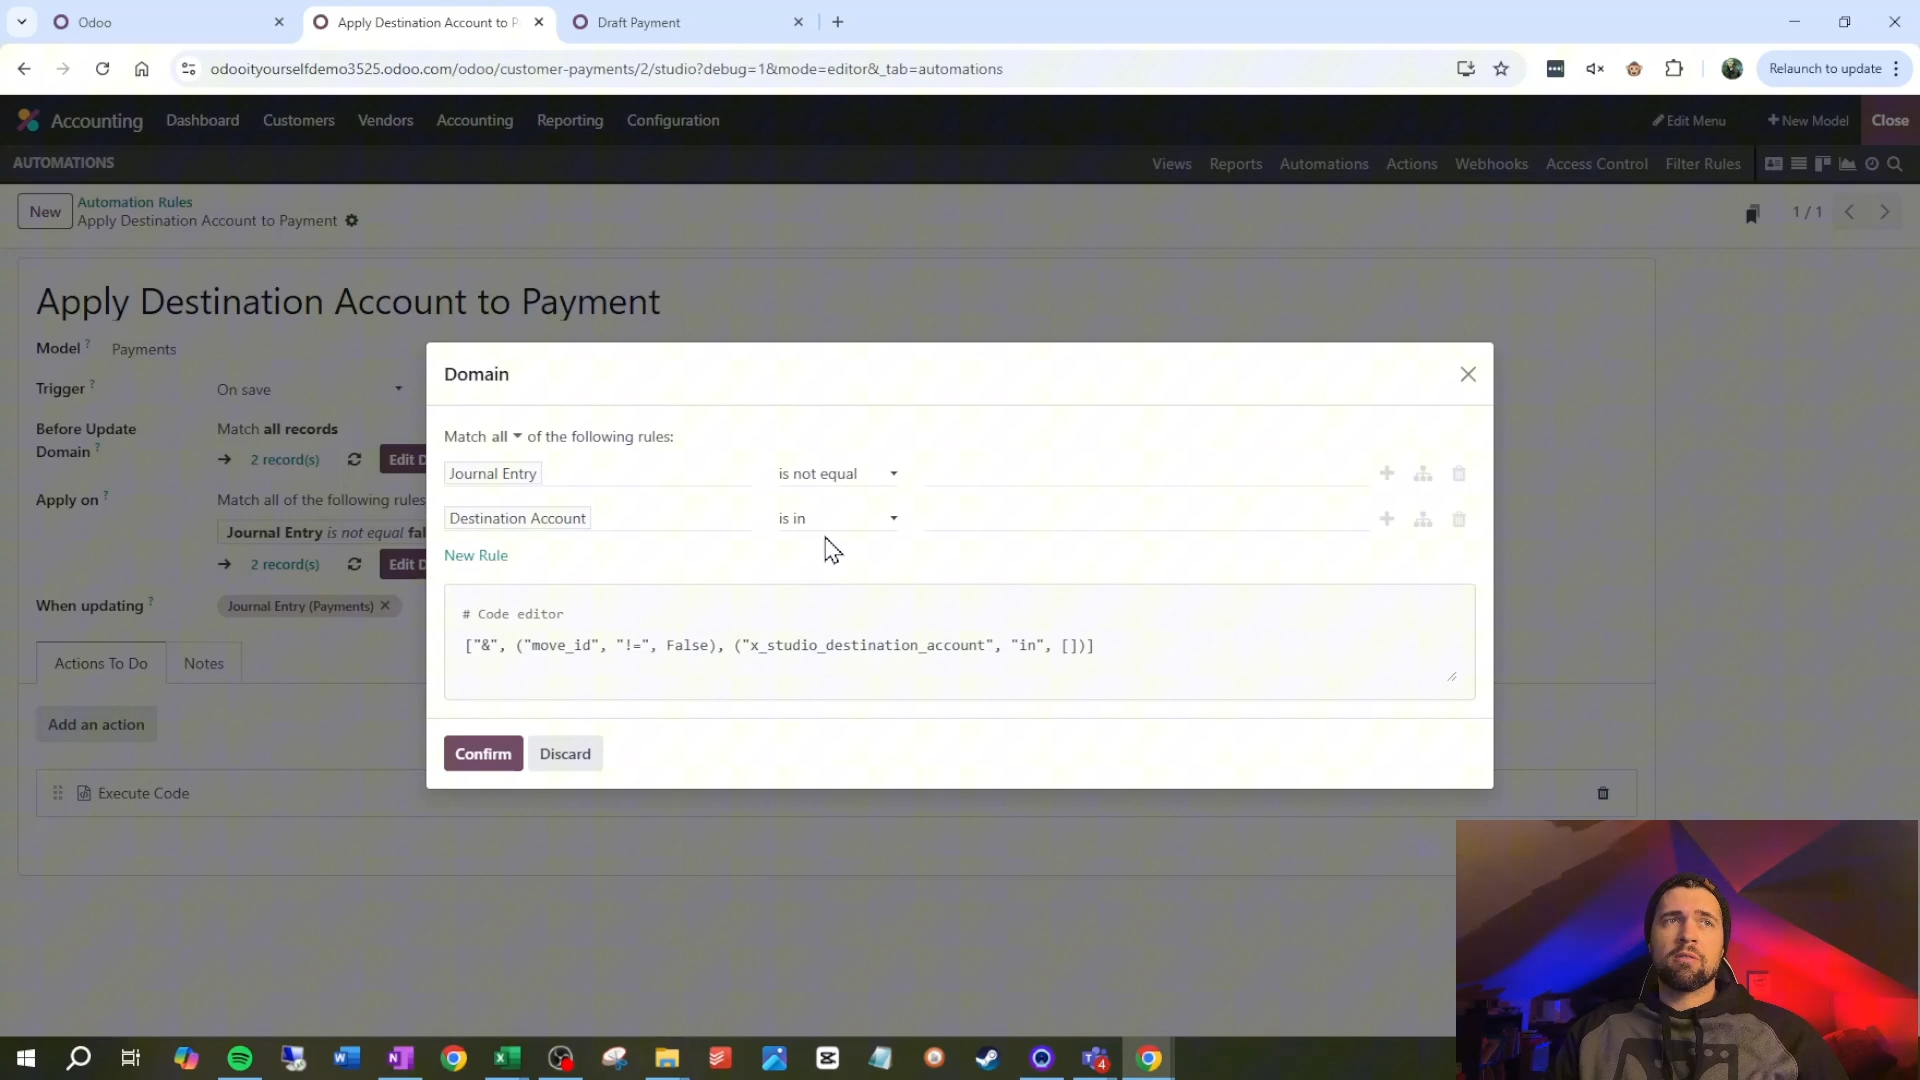 Odoo
Apply Destination Account to P
Draft Payment
odooityourselfdemo3525.odoo.com/odoo/customer-payments/2/studio?debug=1&mode=editor&_tab=automations
Relaunch to update
Accounting Dashboard Customers Vendors Accounting Reporting Configuration
Edit Menu
New Model
Close
AUTOMATIONS
Views Reports Automations Actions Webhooks Access Control Filter Rules
New
Automation Rules
Apply Destination Account to Payment
1 / 1
Apply Destination Account to Payment
Model ? Payments
Trigger ? On save
Before Update Domain ?
Match all records
2 record(s)
Edit D
Apply on ?
Match all of the following rules
Journal Entry is not equal fal
2 record(s)
Edit D
When updating ? Journal Entry (Payments)
Actions To Do Notes
Add an action
Execute Code
Domain
Match all of the following rules:
Journal Entry is not equal
Destination Account is in
New Rule
# Code editor
["&", ("move_id", "!=", False), ("x_studio_destination_account", "in", [])]
Confirm Discard
4